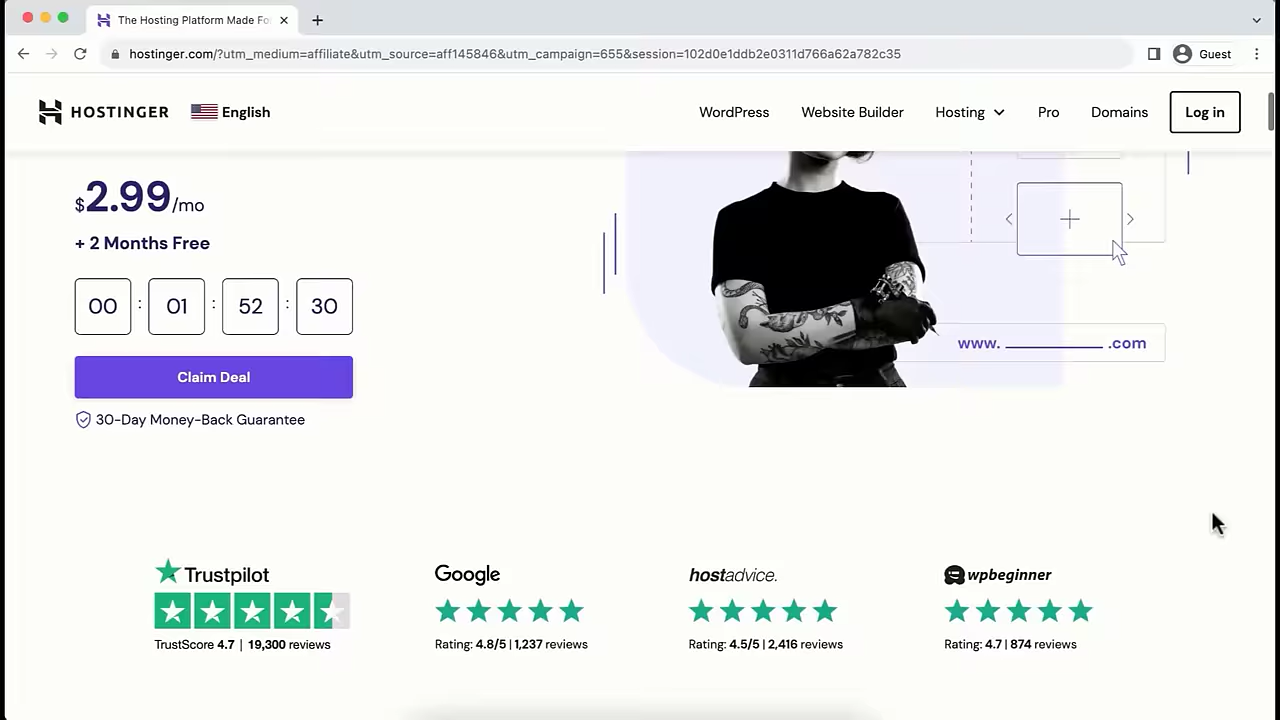 The Hosting Platform Made Fo
hostinger.com/?utm_medium=affiliate&utm_source=aff145846&utm_campaign=655&session=102d0e1ddb2e0311d766a62a782c35
Guest
HOSTINGER English WordPress Website Builder Hosting Pro Domains Log in
$2.99/mo
+ 2 Months Free
00 : 01 : 52 : 30
Claim Deal
30-Day Money-Back Guarantee
www. ________ .com
Trustpilot Google hostadvice. wpbeginner
TrustScore 4.7 | 19,300 reviews Rating: 4.8/5 | 1,237 reviews Rating: 4.5/5 | 2,416 reviews Rating: 4.7 | 874 reviews